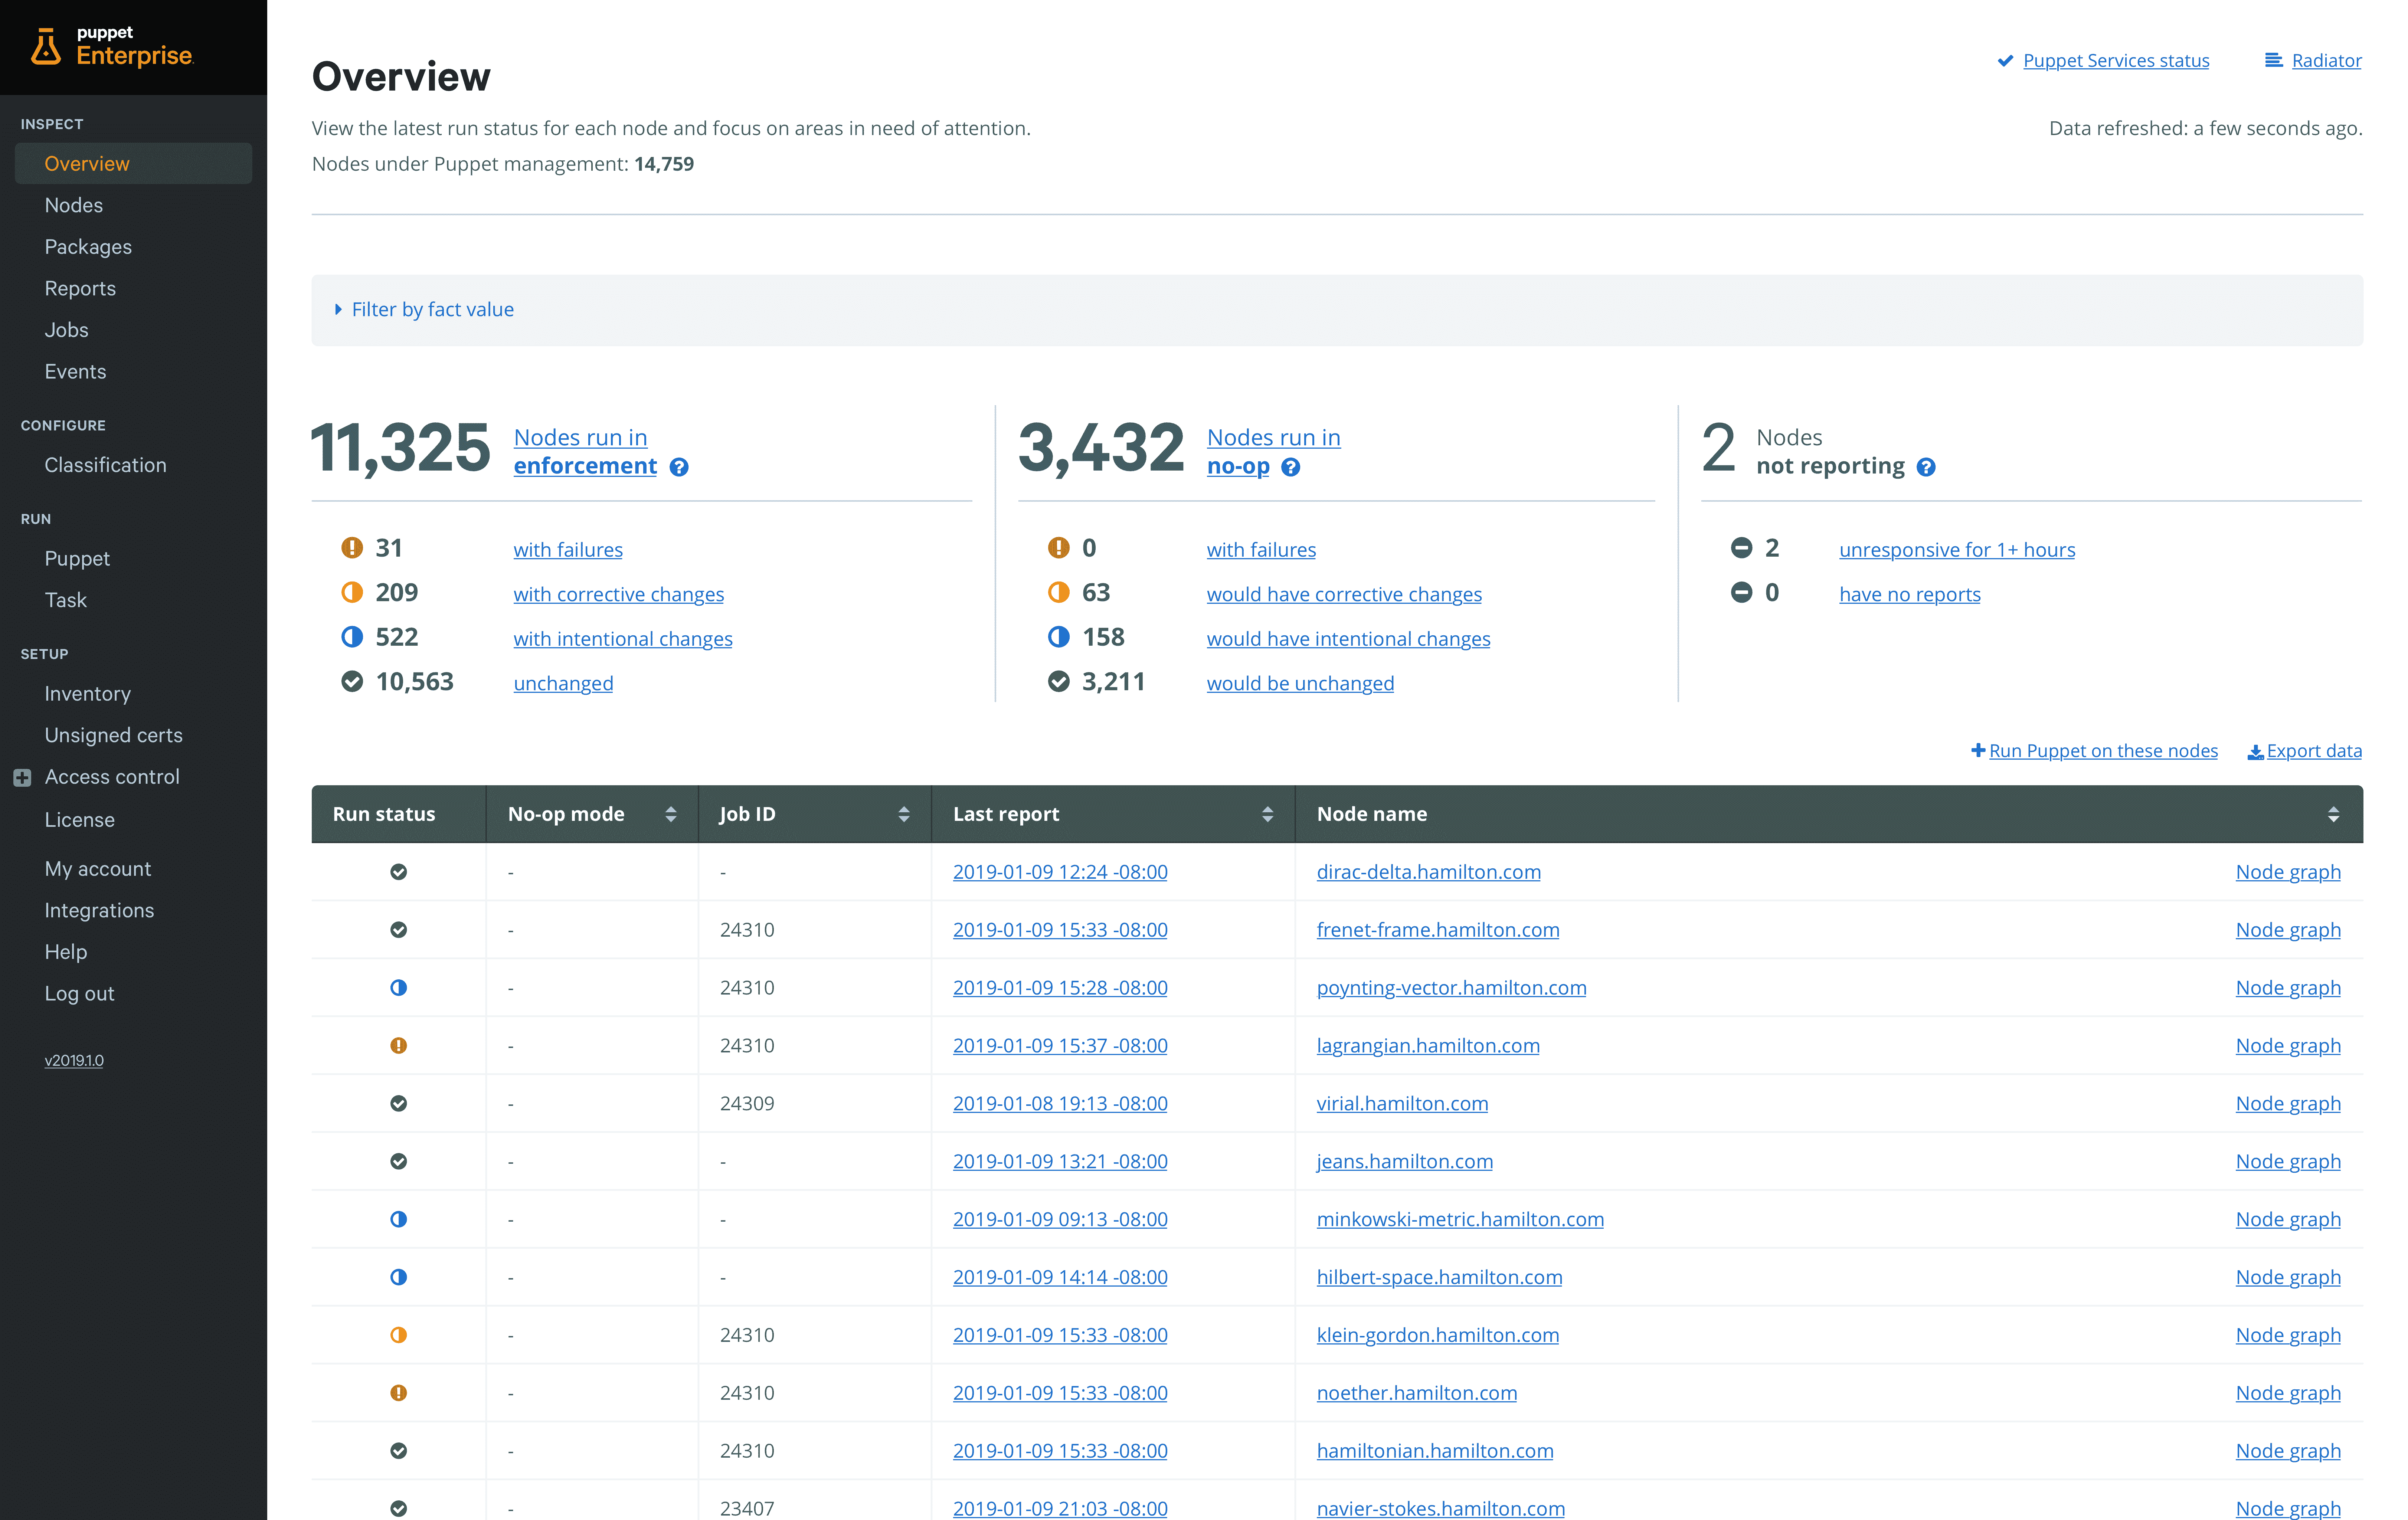 puppet
Enterprise.
INSPECT
Overview
Nodes
Packages
Reports
Jobs
Events
CONFIGURE
Classification
RUN
Puppet
Task
SETUP
Inventory
Unsigned certs
Access control
License
My account
Integrations
Help
Log out
v2019.1.0
Overview
Puppet Services status Radiator
View the latest run status for each node and focus on areas in need of attention.
Data refreshed: a few seconds ago.
Nodes under Puppet management: 14,759
Filter by fact value
11,325 Nodes run in enforcement ?
31 with failures
209 with corrective changes
522 with intentional changes
10,563 unchanged
3,432 Nodes run in no-op ?
0 with failures
63 would have corrective changes
158 would have intentional changes
3,211 would be unchanged
2 Nodes not reporting ?
2 unresponsive for 1+ hours
0 have no reports
Run Puppet on these nodes Export data
Run status No-op mode Job ID Last report Node name
- - 2019-01-09 12:24 -08:00 dirac-delta.hamilton.com Node graph
- 24310 2019-01-09 15:33 -08:00 frenet-frame.hamilton.com Node graph
- 24310 2019-01-09 15:28 -08:00 poynting-vector.hamilton.com Node graph
- 24310 2019-01-09 15:37 -08:00 lagrangian.hamilton.com Node graph
- 24309 2019-01-08 19:13 -08:00 virial.hamilton.com Node graph
- - 2019-01-09 13:21 -08:00 jeans.hamilton.com Node graph
- - 2019-01-09 09:13 -08:00 minkowski-metric.hamilton.com Node graph
- - 2019-01-09 14:14 -08:00 hilbert-space.hamilton.com Node graph
- 24310 2019-01-09 15:33 -08:00 klein-gordon.hamilton.com Node graph
- 24310 2019-01-09 15:33 -08:00 noether.hamilton.com Node graph
- 24310 2019-01-09 15:33 -08:00 hamiltonian.hamilton.com Node graph
- 23407 2019-01-09 21:03 -08:00 navier-stokes.hamilton.com Node graph